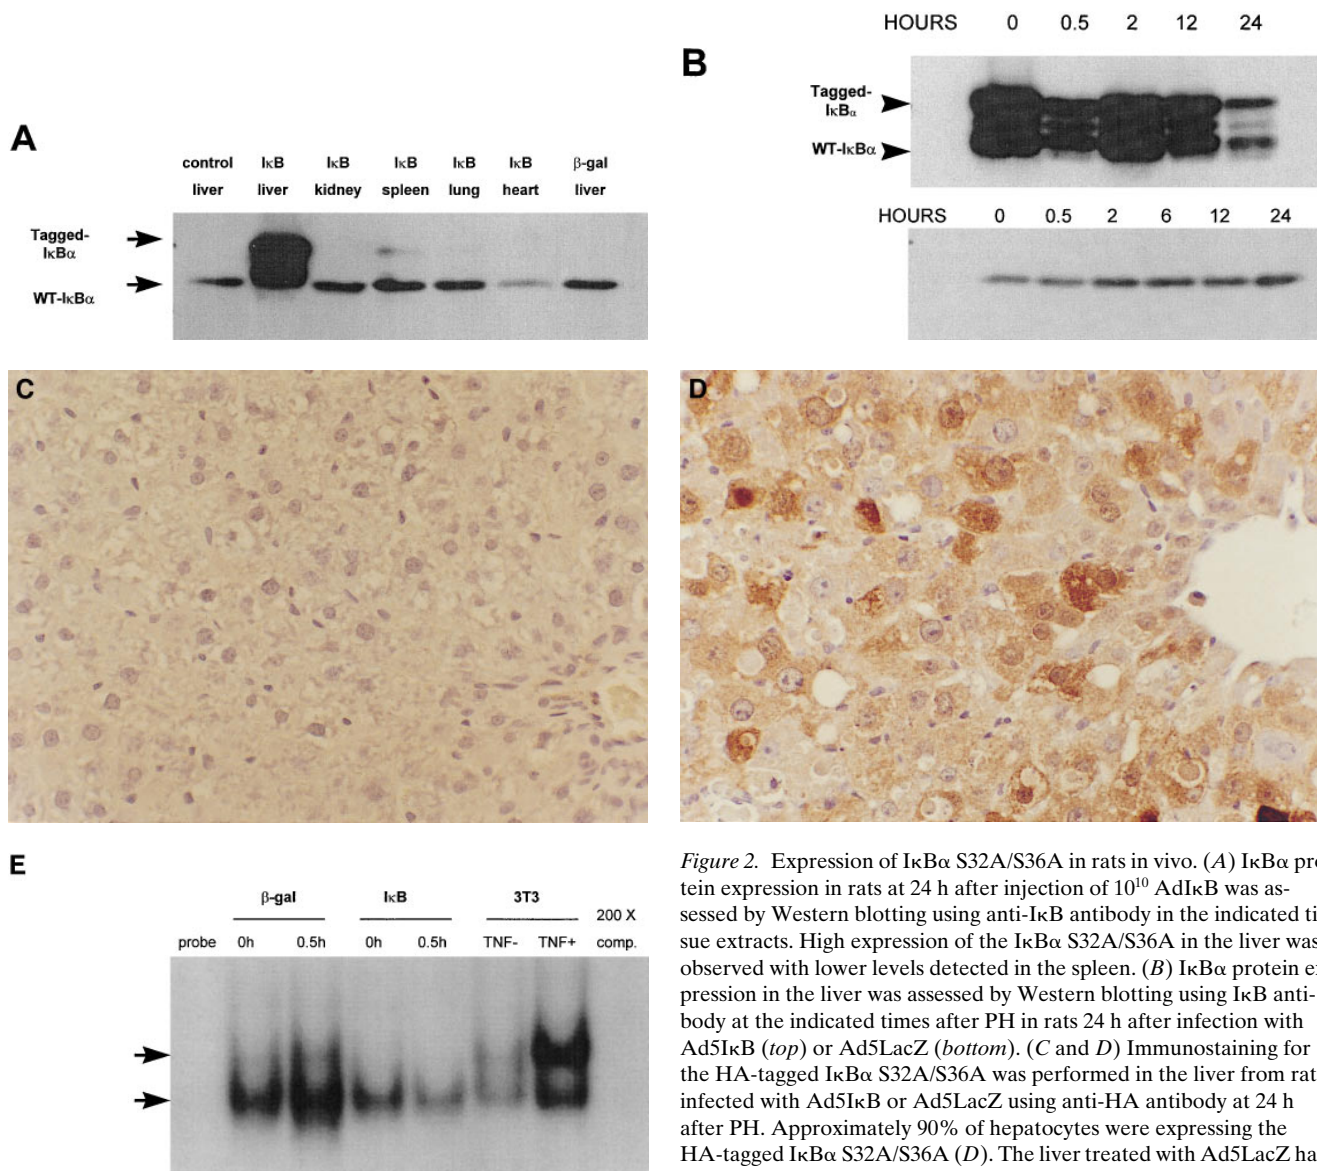 A
control IκB IκB IκB IκB IκB β-gal
liver liver kidney spleen lung heart liver
Tagged-
IκBα
WT-IκBα
B
HOURS 0 0.5 2 12 24
Tagged-
IκBα
WT-IκBα
HOURS 0 0.5 2 6 12 24
C
D
E
β-gal IκB 3T3
200 X
probe 0h 0.5h 0h 0.5h TNF- TNF+ comp.
Figure 2. Expression of IκBα S32A/S36A in rats in vivo. (A) IκBα pro
tein expression in rats at 24 h after injection of 10¹⁰ AdIκB was as-
sessed by Western blotting using anti-IκB antibody in the indicated ti
sue extracts. High expression of the IκBα S32A/S36A in the liver was
observed with lower levels detected in the spleen. (B) IκBα protein e
pression in the liver was assessed by Western blotting using IκB anti-
body at the indicated times after PH in rats 24 h after infection with
Ad5IκB (top) or Ad5LacZ (bottom). (C and D) Immunostaining for
the HA-tagged IκBα S32A/S36A was performed in the liver from rat
infected with Ad5IκB or Ad5LacZ using anti-HA antibody at 24 h
after PH. Approximately 90% of hepatocytes were expressing the
HA-tagged IκBα S32A/S36A (D). The liver treated with Ad5LacZ ha